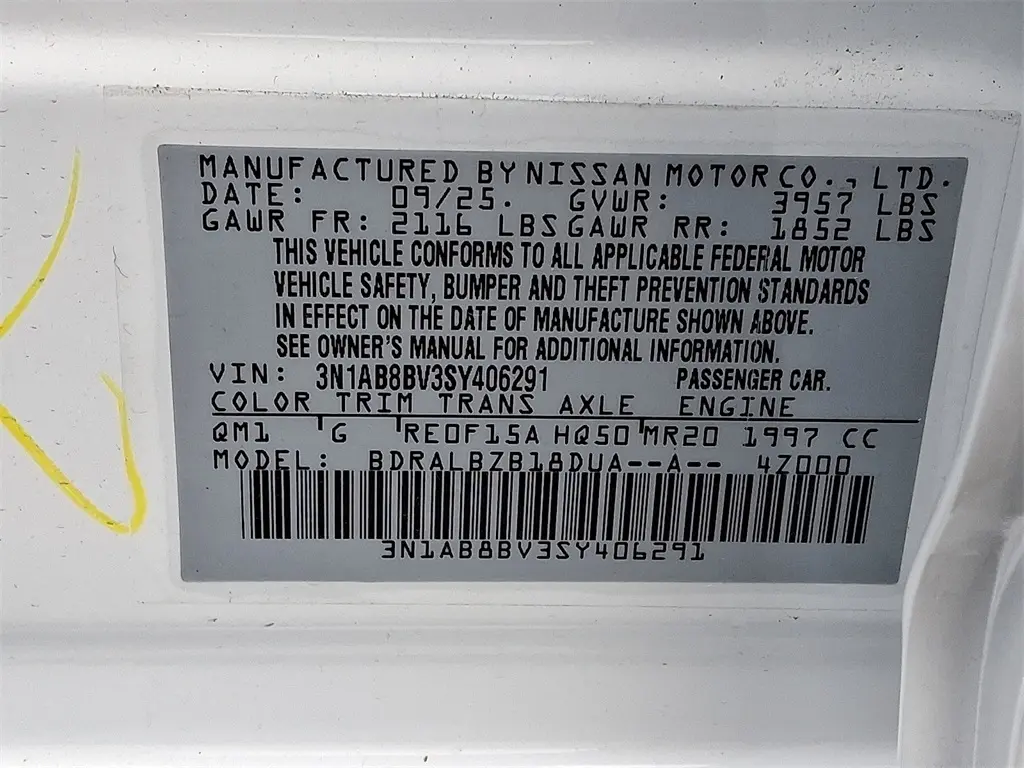 MANUFACTURED BY NISSAN MOTOR CO., LTD.
DATE: 09/25. GVWR: 3957 LBS
GAWR FR: 2116 LBS GAWR RR: 1852 LBS
THIS VEHICLE CONFORMS TO ALL APPLICABLE FEDERAL MOTOR
VEHICLE SAFETY, BUMPER AND THEFT PREVENTION STANDARDS
IN EFFECT ON THE DATE OF MANUFACTURE SHOWN ABOVE.
SEE OWNER'S MANUAL FOR ADDITIONAL INFORMATION.
VIN: 3N1AB8BV3SY406291 PASSENGER CAR.
COLOR TRIM TRANS AXLE ENGINE
QM1 'G 'RE0F15A HQ50'MR20 1997 CC
MODEL: BDRALBZB18DUA--A-- 47000
3N1AB8BV3SY406291